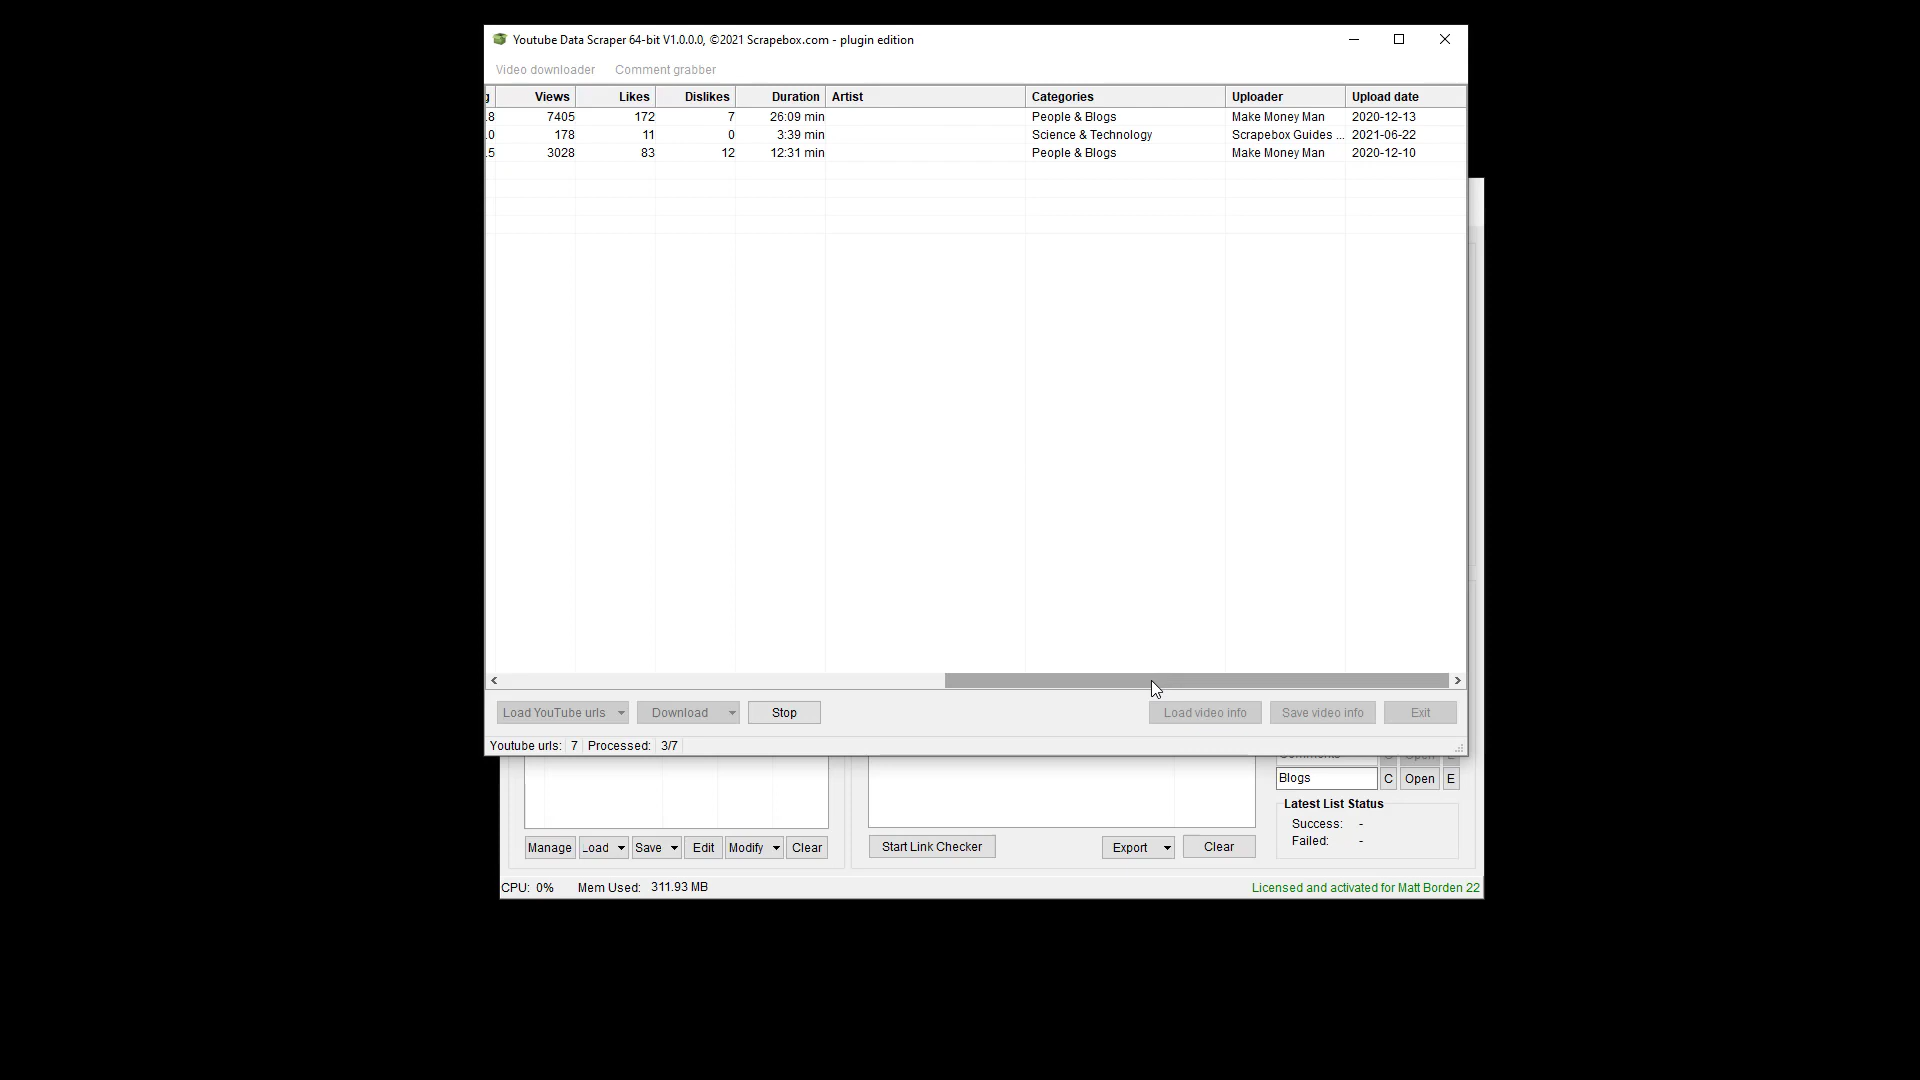 Youtube Data Scraper 64-bit V1.0.0.0, ©2021 Scrapebox.com - plugin edition
Video downloader Comment grabber
Views Likes Dislikes Duration Artist Categories Uploader Upload date
.8 7405 172 7 26:09 min People & Blogs Make Money Man 2020-12-13
.0 178 11 0 3:39 min Science & Technology Scrapebox Guides ... 2021-06-22
.5 3028 83 12 12:31 min People & Blogs Make Money Man 2020-12-10
Load YouTube urls Download Stop Load video info Save video info Exit
Youtube urls: 7 Processed: 3/7
Blogs C Open E
Latest List Status
Success: -
Failed: -
Manage Load Save Edit Modify Clear Start Link Checker Export Clear
CPU: 0% Mem Used: 311.93 MB Licensed and activated for Matt Borden 22